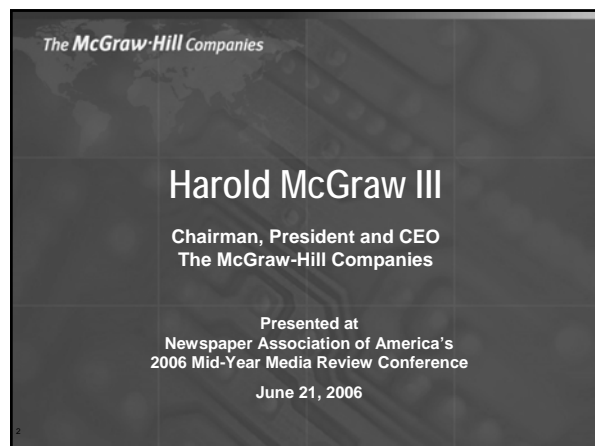 The McGraw·Hill Companies
Harold McGraw III
Chairman, President and CEO
The McGraw-Hill Companies
Presented at
Newspaper Association of America’s
2006 Mid-Year Media Review Conference
June 21, 2006
2